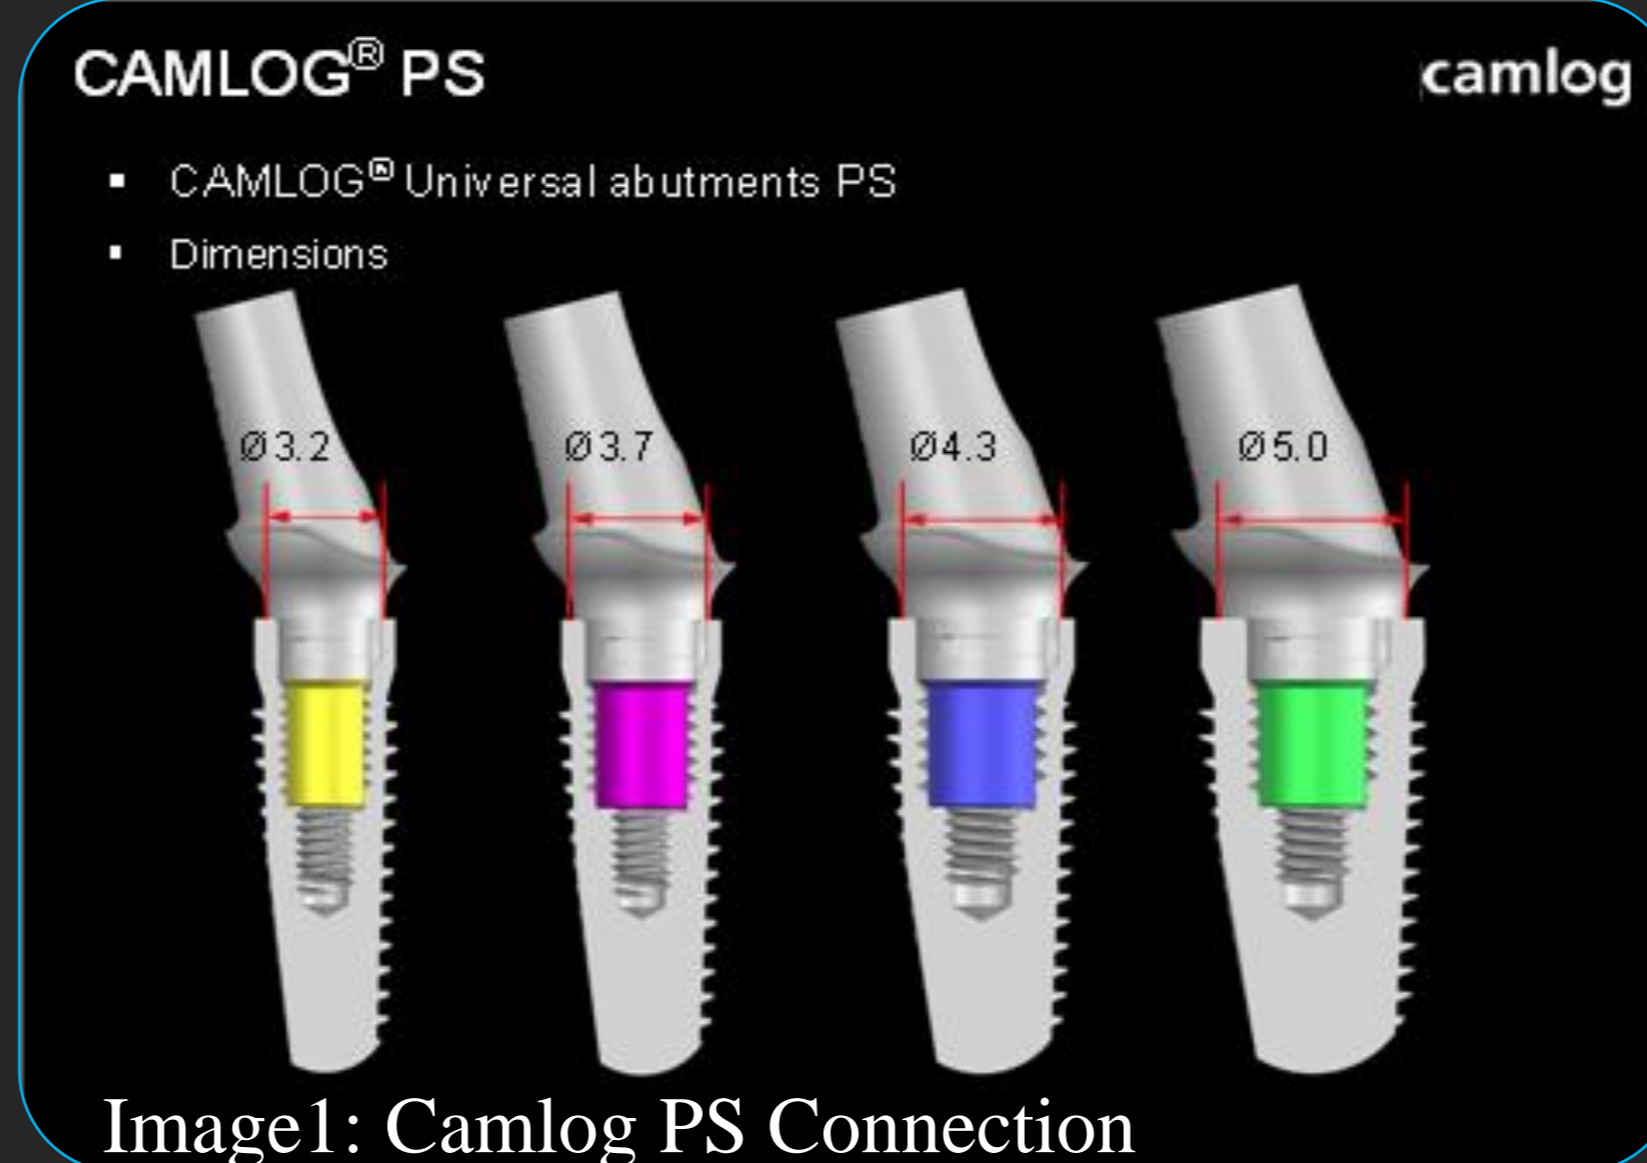 CAMLOG® PS
camlog
▪ CAMLOG® Universal abutments PS
▪ Dimensions
Ø3.2 Ø3.7 Ø4.3 Ø5.0
Image1: Camlog PS Connection